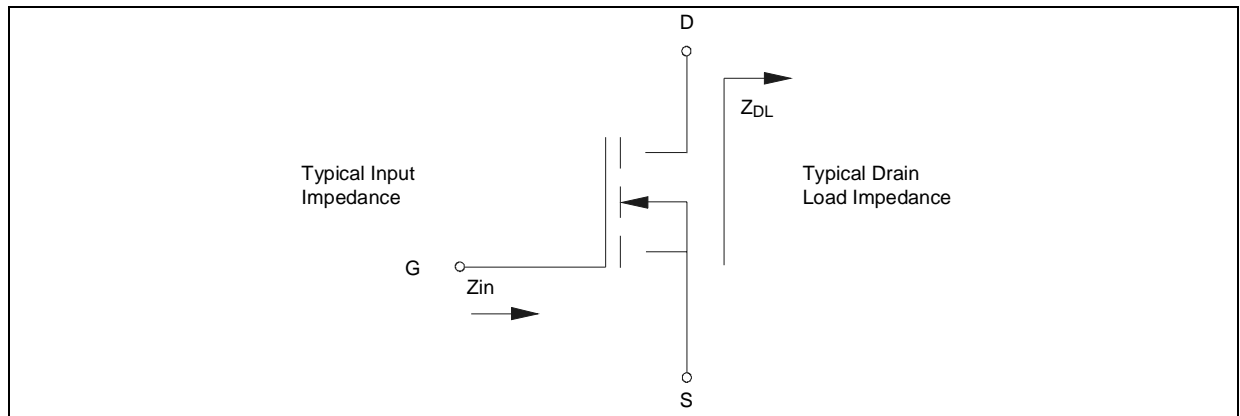 D
Z_DL
Typical Input
Impedance
Typical Drain
Load Impedance
G
Zin
S